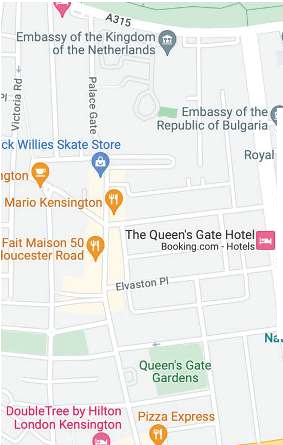 A315
Embassy of the Kingdom
of the Netherlands
Victoria Rd
Palace Gate
Embassy of the
Republic of Bulgaria
ck Willies Skate Store
Royal
ngton
Mario Kensington
The Queen's Gate Hotel
Booking.com - Hotels
Fait Maison 50
loucester Road
Elvaston Pl
Na
Queen's Gate
Gardens
DoubleTree by Hilton
London Kensington
Pizza Express